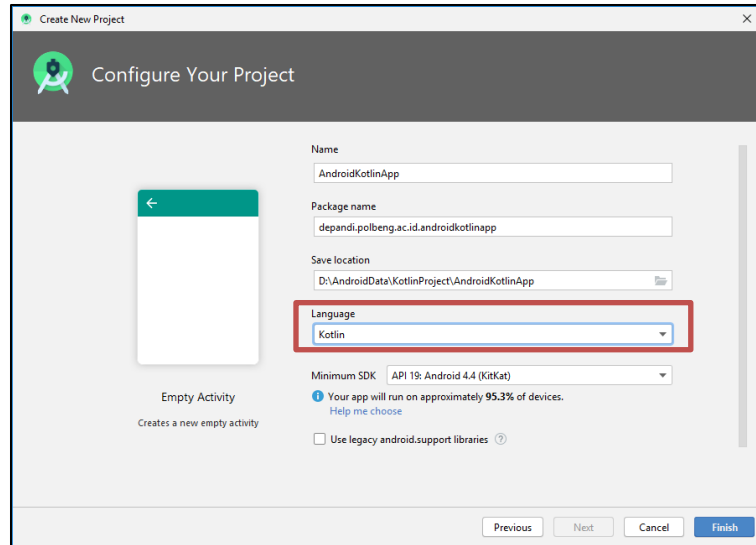 Create New Project
Configure Your Project
Name
AndroidKotlinApp
Package name
depandi.polbeng.ac.id.androidkotlinapp
Save location
D:\AndroidData\KotlinProject\AndroidKotlinApp
Language
Kotlin
Minimum SDK API 19: Android 4.4 (KitKat)
Your app will run on approximately 95.3% of devices.
Help me choose
Use legacy android.support libraries
Empty Activity
Creates a new empty activity
Previous Next Cancel Finish